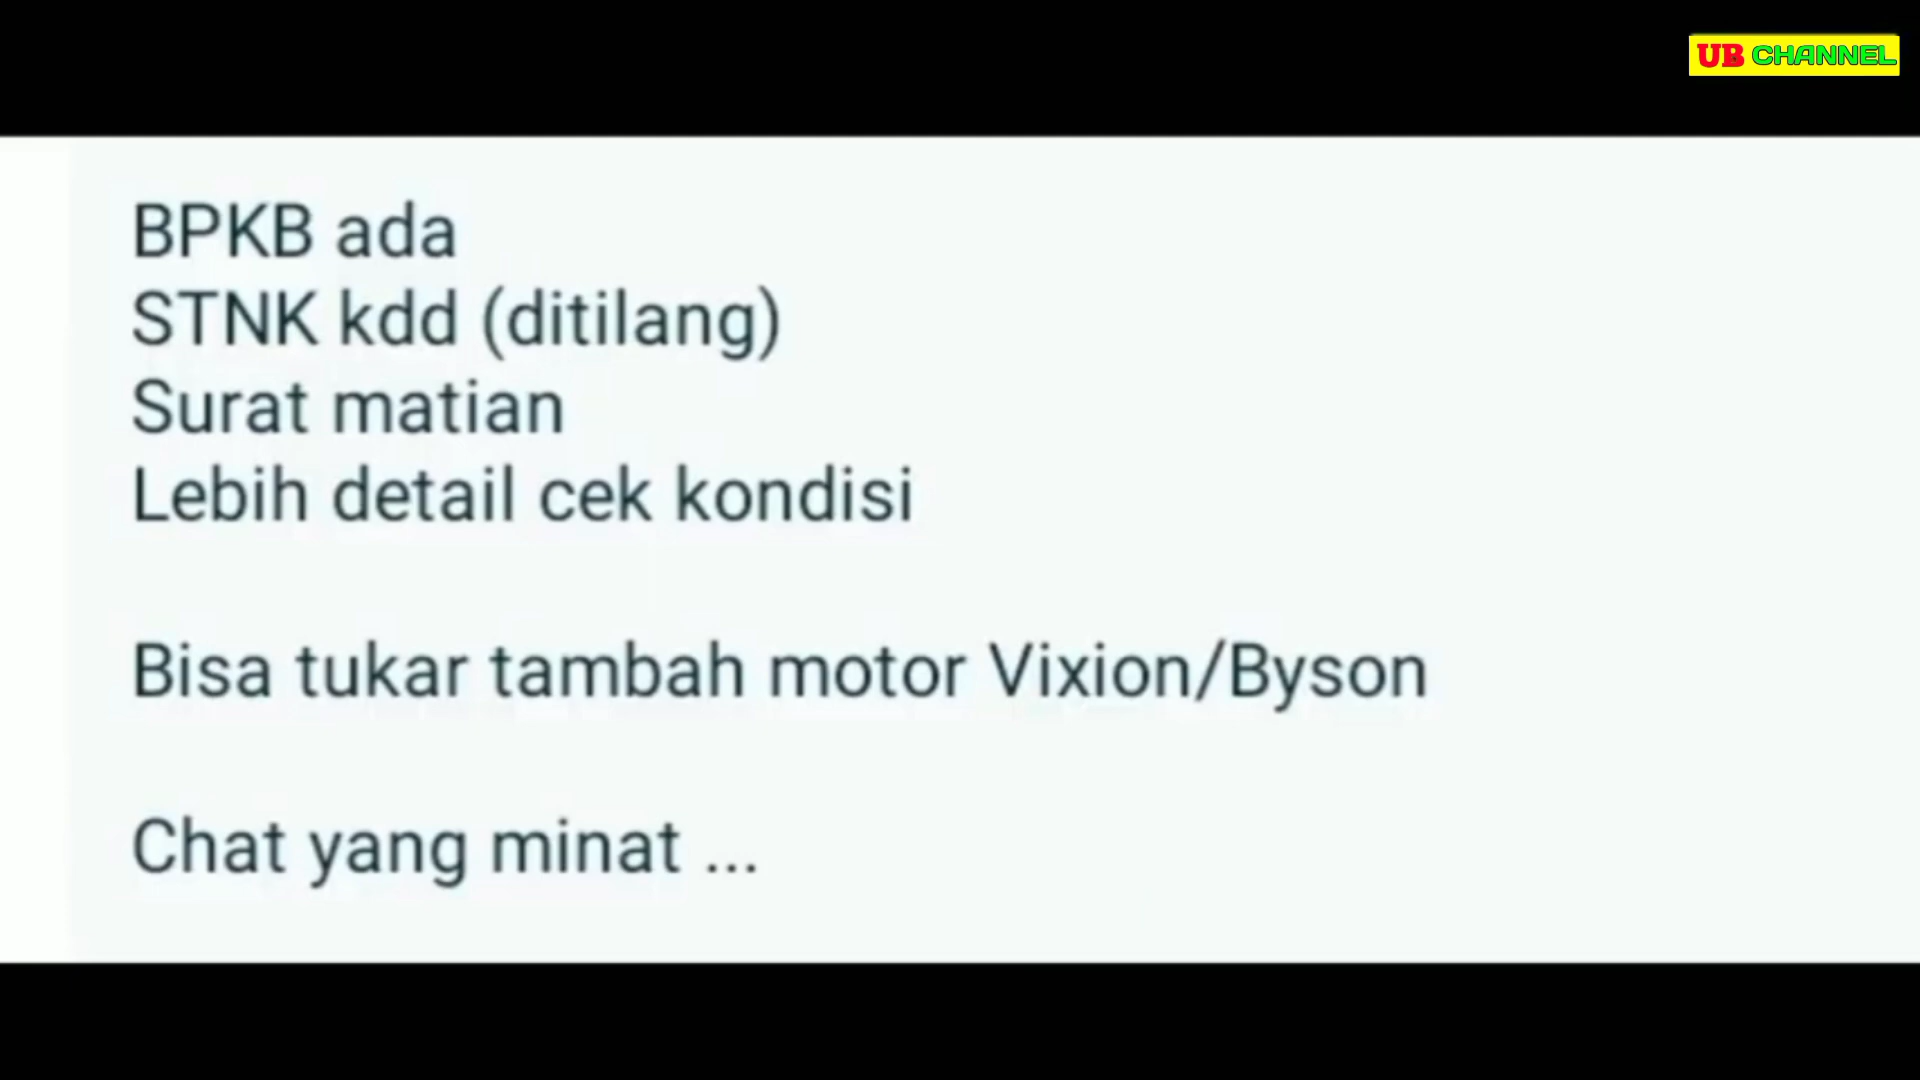 UB CHANNEL
BPKB ada
STNK kdd (ditilang)
Surat matian
Lebih detail cek kondisi
Bisa tukar tambah motor Vixion/Byson
Chat yang minat ...